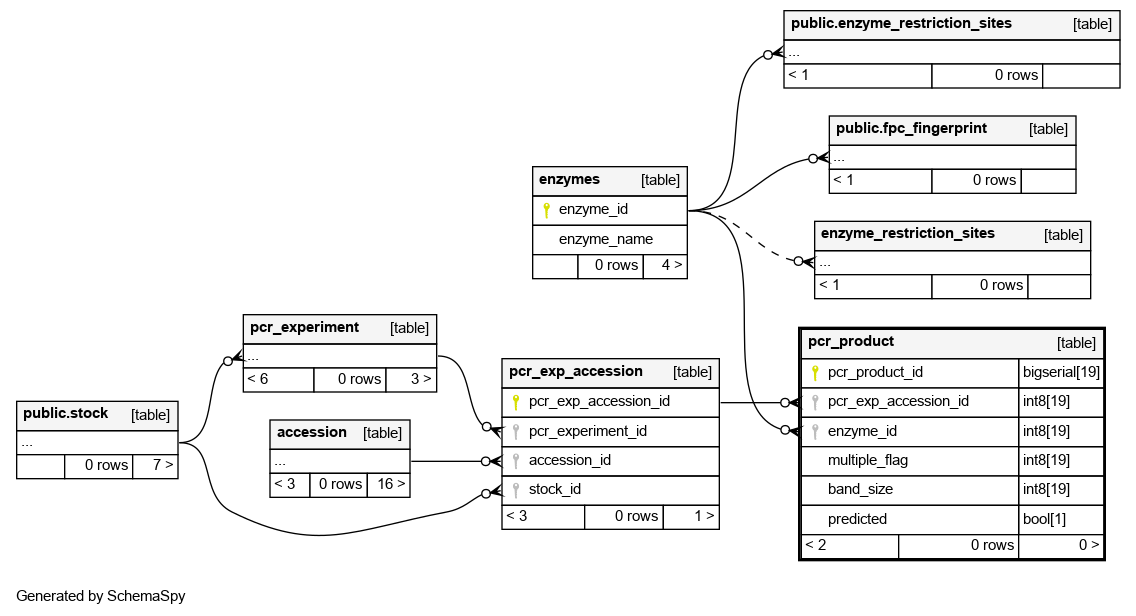 public.enzyme_restriction_sites [table]
...
< 1 0 rows
public.fpc_fingerprint [table]
...
< 1 0 rows
enzymes [table]
enzyme_id
enzyme_name
0 rows 4 >
enzyme_restriction_sites [table]
...
< 1 0 rows
pcr_experiment [table]
...
< 6 0 rows 3 >
public.stock [table]
...
0 rows 7 >
accession [table]
...
< 3 0 rows 16 >
pcr_exp_accession [table]
pcr_exp_accession_id
pcr_experiment_id
accession_id
stock_id
< 3 0 rows 1 >
pcr_product [table]
pcr_product_id bigserial[19]
pcr_exp_accession_id int8[19]
enzyme_id int8[19]
multiple_flag int8[19]
band_size int8[19]
predicted bool[1]
< 2 0 rows 0 >
Generated by SchemaSpy